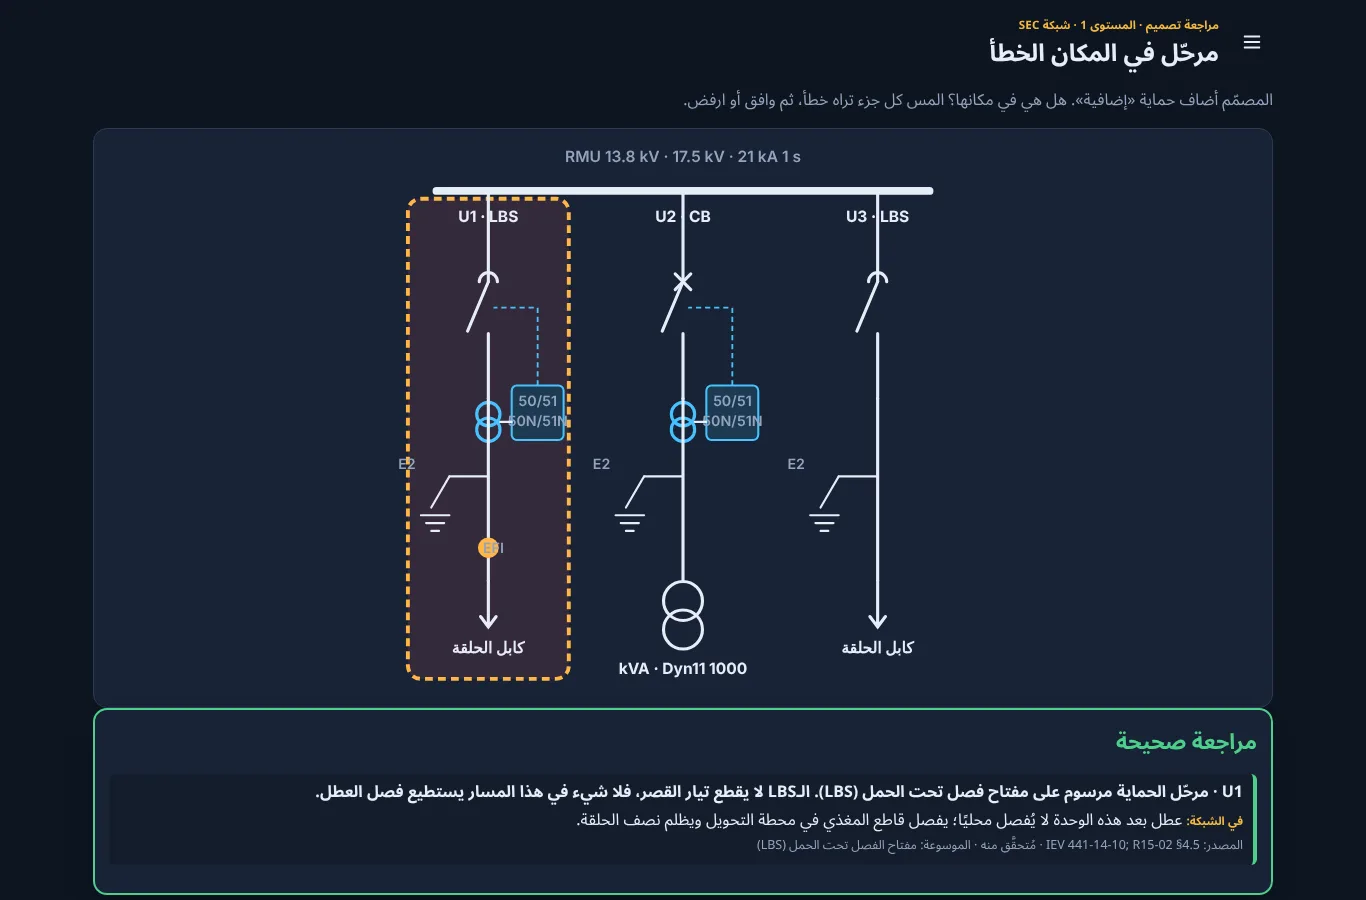 مراجعة تصميم · المستوى 1 · شبكة SEC
مرحّل في المكان الخطأ
المصمّم أضاف حماية «إضافية». هل هي في مكانها؟ المس كل جزء تراه خطأ، ثم وافق أو ارفض.
RMU 13.8 kV · 17.5 kV · 21 kA 1 s
U1 · LBS
U2 · CB
U3 · LBS
50/51
50N/51N
50/51
50N/51N
E2
E2
E2
EFI
كابل الحلقة
كابل الحلقة
kVA · Dyn11 1000
مراجعة صحيحة
U1 · مرحّل الحماية مرسوم على مفتاح فصل تحت الحمل (LBS). الـLBS لا يقطع تيار القصر، فلا شيء في هذا المسار يستطيع فصل العطل.
في الشبكة: عطل بعد هذه الوحدة لا يُفصل محليًا؛ يفصل قاطع المغذي في محطة التحويل ويظلم نصف الحلقة.
المصدر: IEV 441-14-10; R15-02 §4.5 · مُتحقَّق منه · الموسوعة: مفتاح الفصل تحت الحمل (LBS)